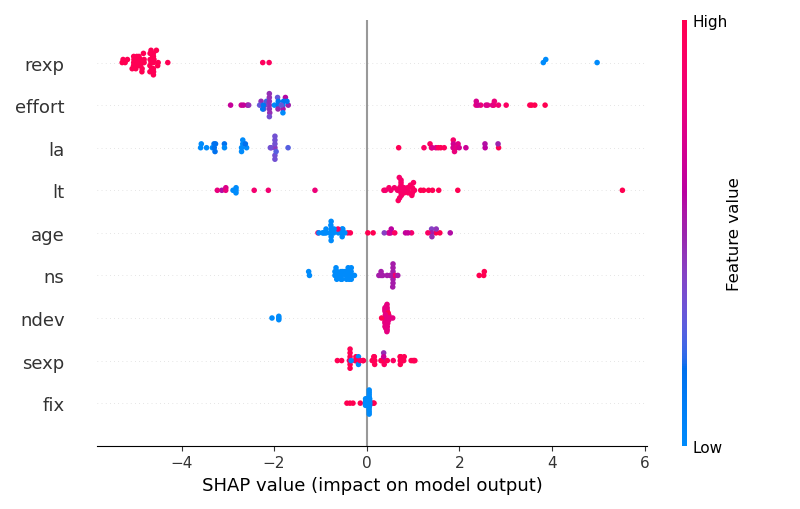 High
rexp
effort
la
lt
age
ns
ndev
sexp
fix
Feature value
Low
−4
−2
0
2
4
6
SHAP value (impact on model output)